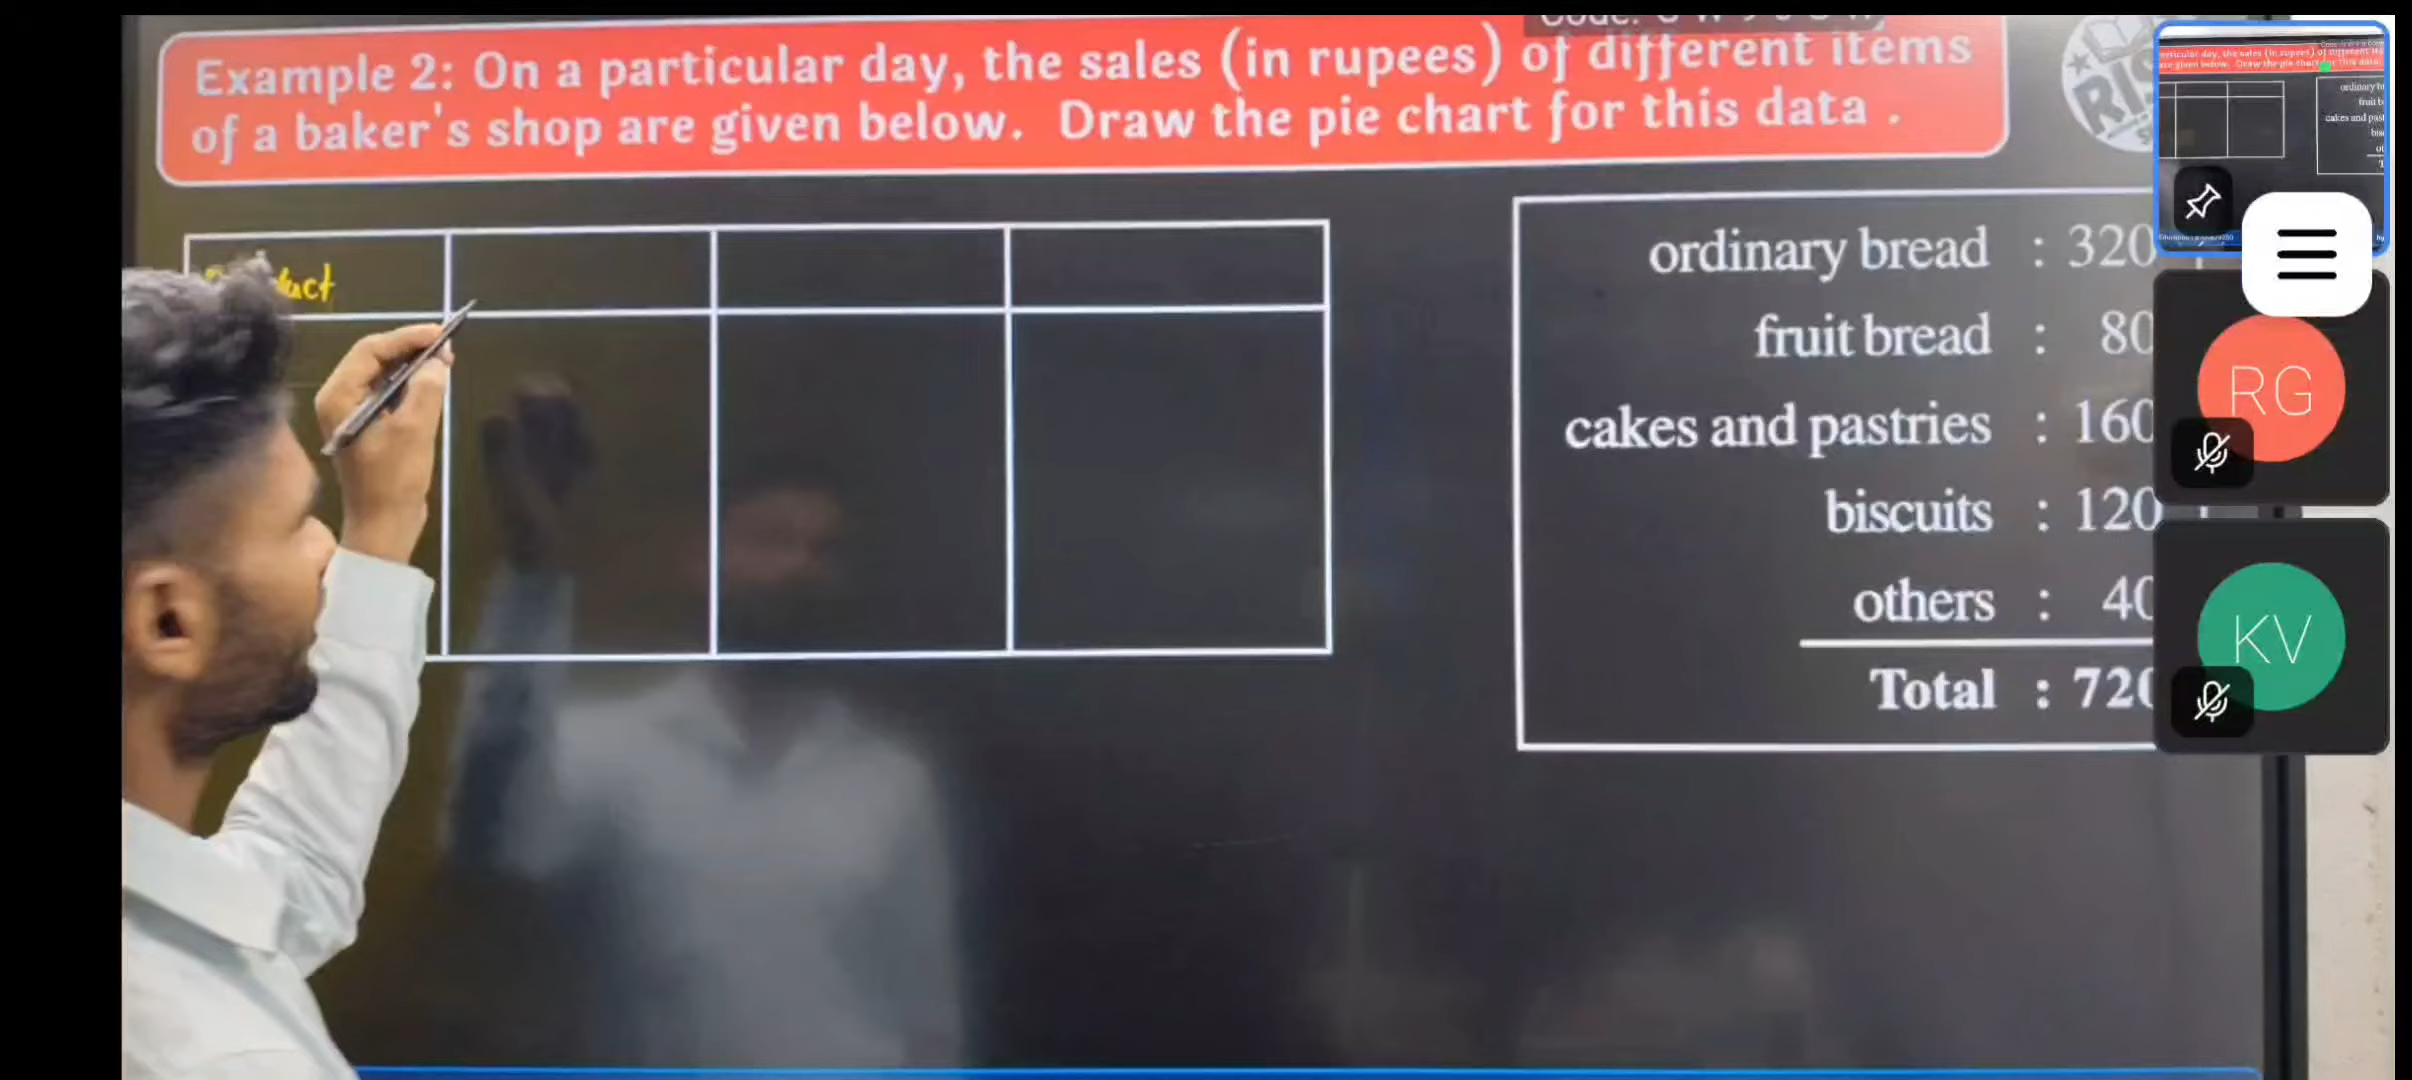 Example 2: On a particular day, the sales (in rupees) of different items
of a baker's shop are given below. Draw the pie chart for this data .
ordinary bread : 320
fruit bread : 80
cakes and pastries : 160
biscuits : 120
others : 40
Total : 720
RG
KV